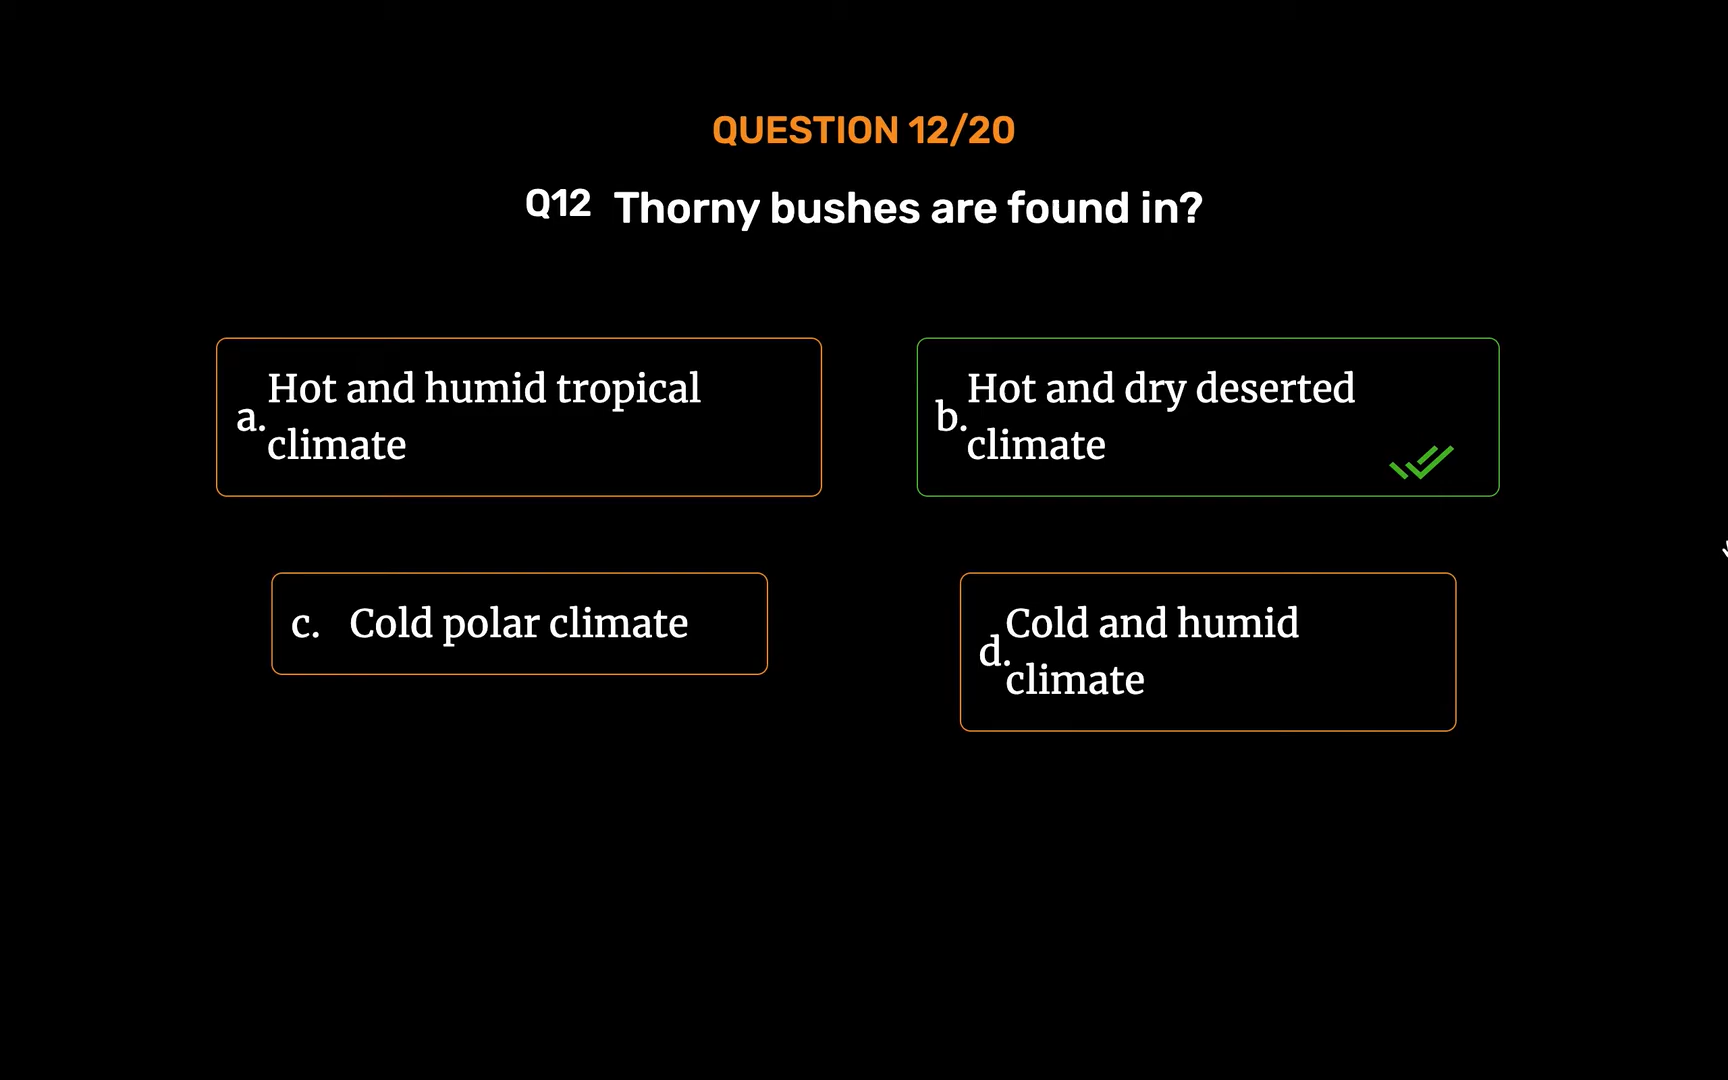 QUESTION 12/20
Q12 Thorny bushes are found in?
a. Hot and humid tropical
climate
b. Hot and dry deserted
climate
c. Cold polar climate
d. Cold and humid
climate